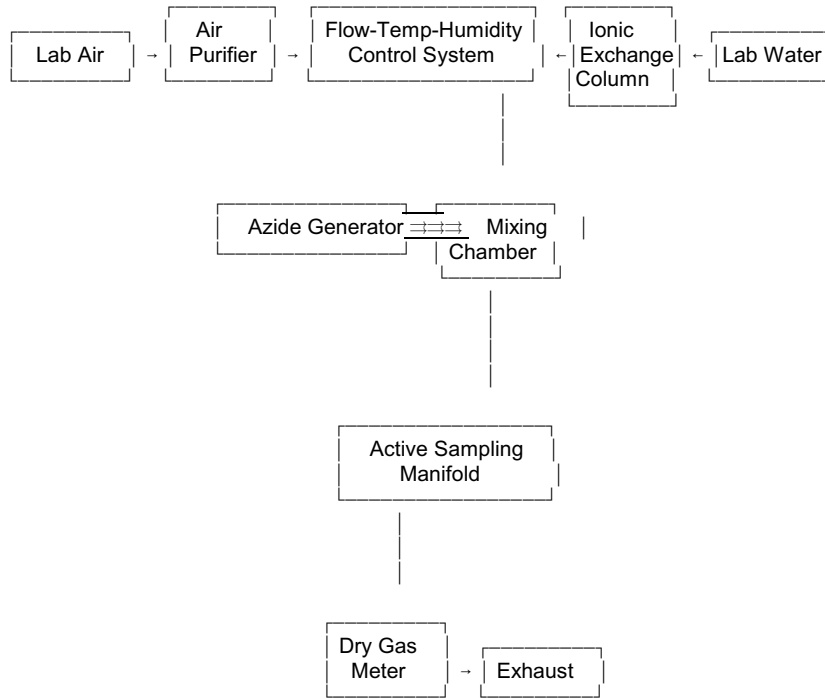 Lab Air → Air Purifier → Flow-Temp-Humidity Control System ← Ionic Exchange Column ← Lab Water
Azide Generator →→→ Mixing Chamber
Active Sampling
Manifold
Dry Gas
Meter → Exhaust